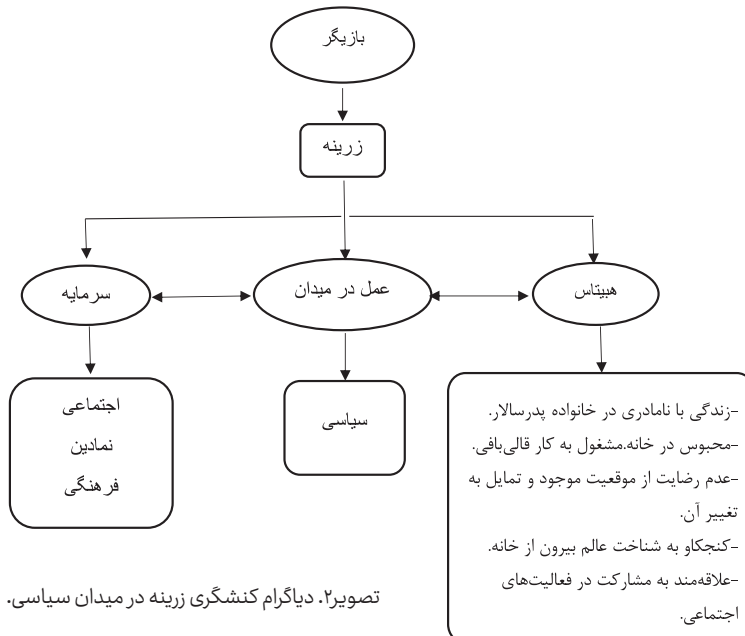 بازیگر
زرینه
هبیتاس
عمل در میدان
سرمایه
-زندگی با نامادری در خانواده پدرسالار.
-محبوس در خانه.مشغول به کار قالی‌بافی.
-عدم رضایت از موقعیت موجود و تمایل به
تغییر آن.
-کنجکاو به شناخت عالم بیرون از خانه.
-علاقه‌مند به مشارکت در فعالیت‌های
اجتماعی.
سیاسی
اجتماعی
نمادین
فرهنگی
تصویر۲. دیاگرام کنشگری زرینه در میدان سیاسی.